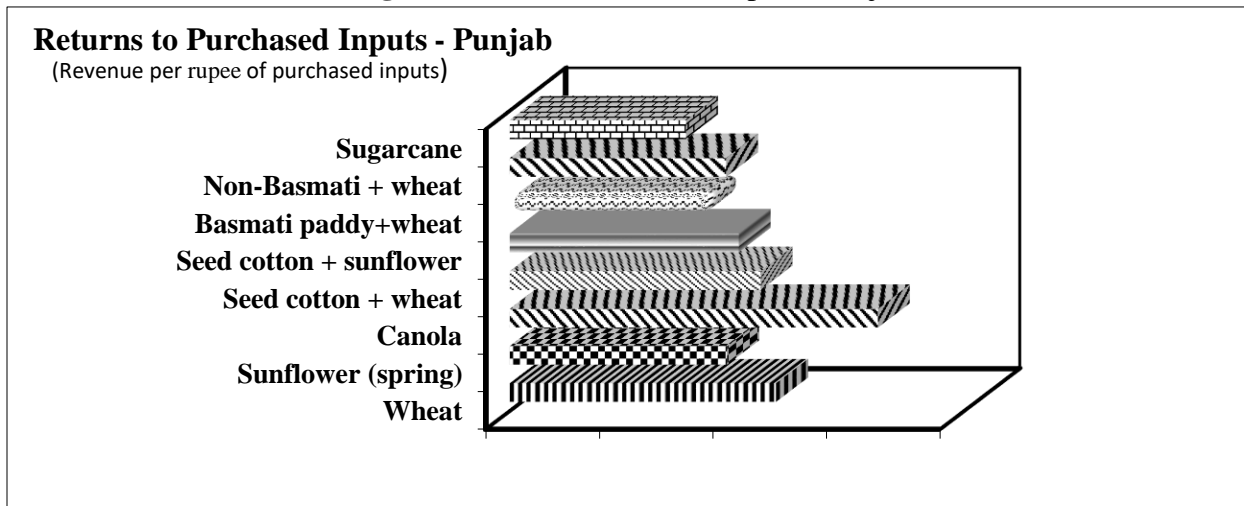 Returns to Purchased Inputs - Punjab
(Revenue per rupee of purchased inputs)
Sugarcane
Non-Basmati + wheat
Basmati paddy+wheat
Seed cotton + sunflower
Seed cotton + wheat
Canola
Sunflower (spring)
Wheat